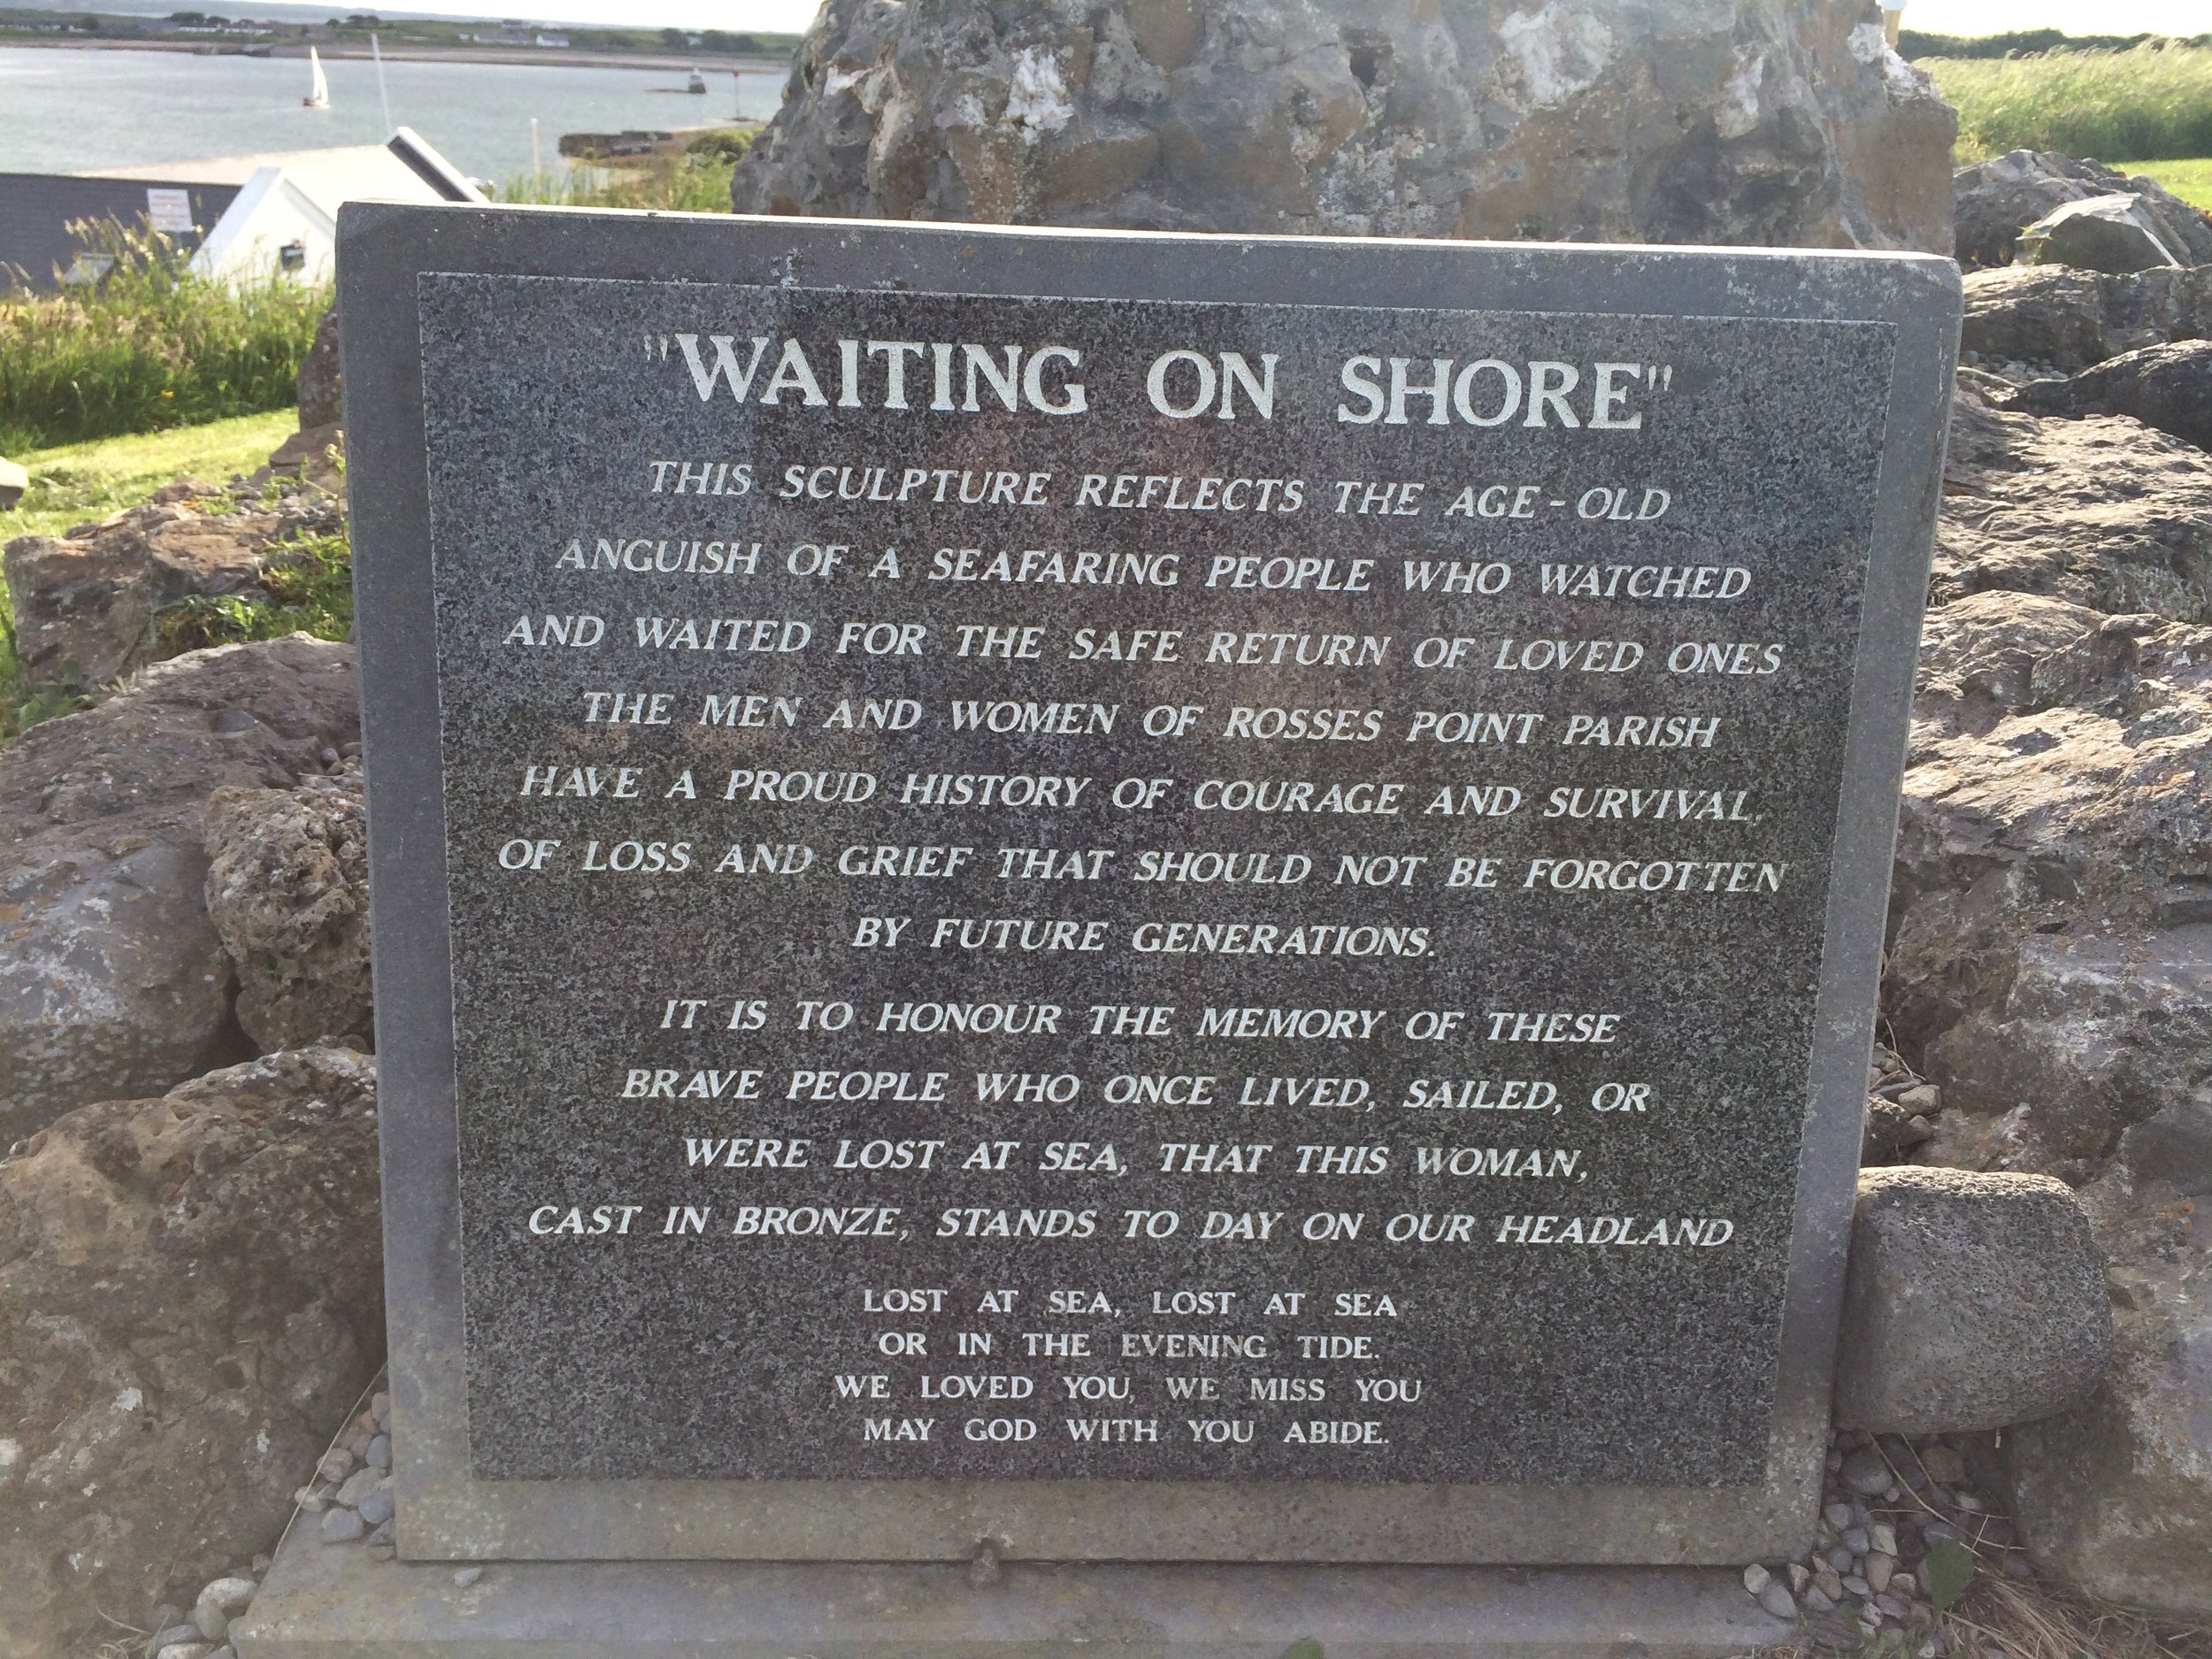 "WAITING ON SHORE"
THIS SCULPTURE REFLECTS THE AGE-OLD
ANGUISH OF A SEAFARING PEOPLE WHO WATCHED
AND WAITED FOR THE SAFE RETURN OF LOVED ONES
THE MEN AND WOMEN OF ROSSES POINT PARISH
HAVE A PROUD HISTORY OF COURAGE AND SURVIVAL,
OF LOSS AND GRIEF THAT SHOULD NOT BE FORGOTTEN
BY FUTURE GENERATIONS.
IT IS TO HONOUR THE MEMORY OF THESE
BRAVE PEOPLE WHO ONCE LIVED, SAILED, OR
WERE LOST AT SEA, THAT THIS WOMAN,
CAST IN BRONZE, STANDS TO DAY ON OUR HEADLAND
LOST AT SEA, LOST AT SEA
OR IN THE EVENING TIDE.
WE LOVED YOU, WE MISS YOU
MAY GOD WITH YOU ABIDE.